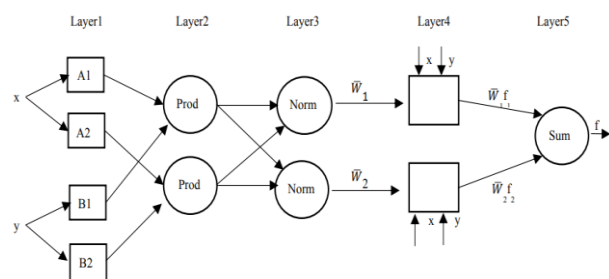 Layer1 Layer2 Layer3 Layer4 Layer5
x y
A1
W̅₁
W̅₁f₁
Prod Norm
x
A2
Sum f
B1
Prod Norm
W̅₂
W̅₂f₂
y
B2
x y